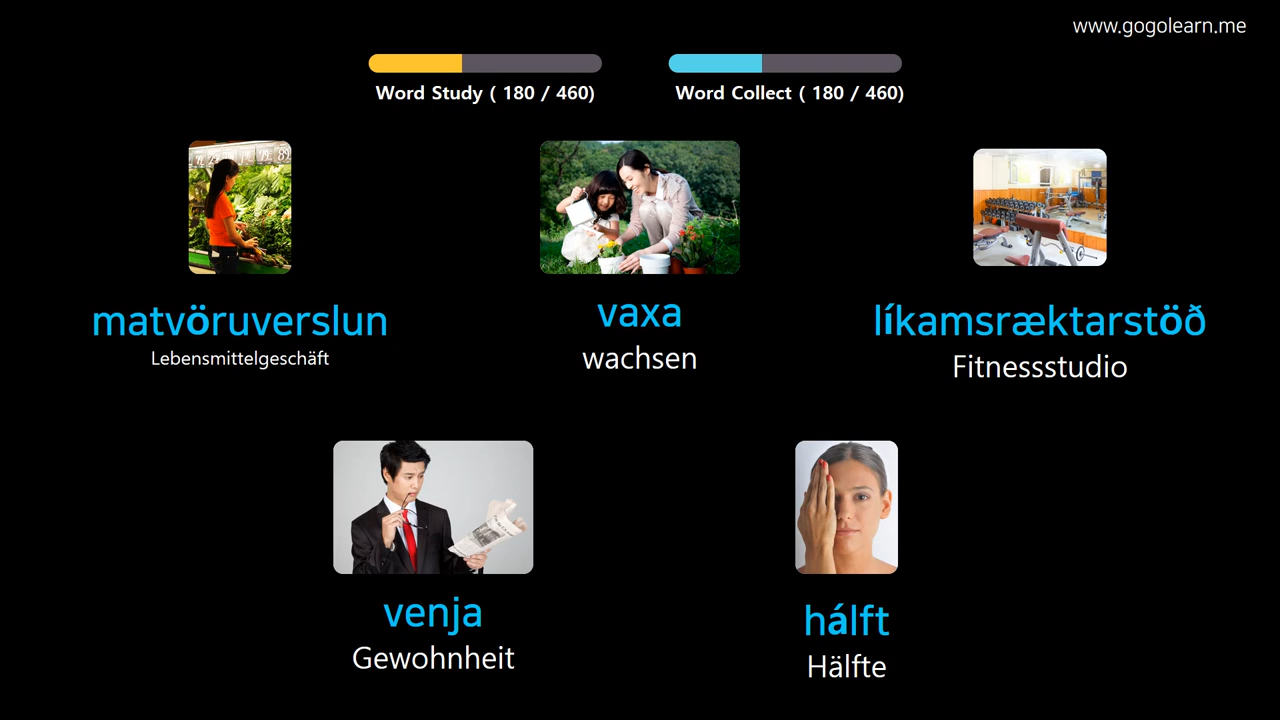 www.gogolearn.me
Word Study ( 180 / 460)
Word Collect ( 180 / 460)
matvöruverslun
Lebensmittelgeschäft
vaxa
wachsen
líkamsræktarstöð
Fitnessstudio
venja
Gewohnheit
hálft
Hälfte